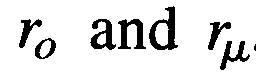 r_o and r_μ.